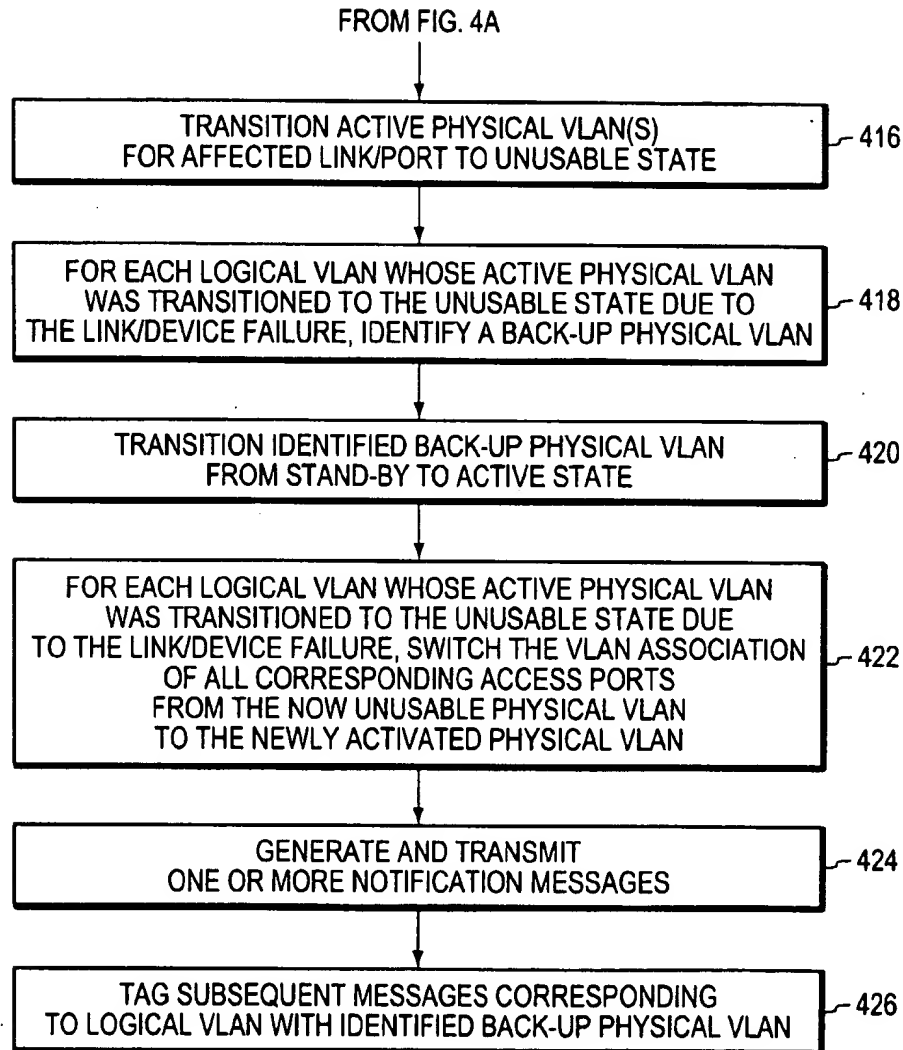 FROM FIG. 4A
TRANSITION ACTIVE PHYSICAL VLAN(S)
FOR AFFECTED LINK/PORT TO UNUSABLE STATE
416
FOR EACH LOGICAL VLAN WHOSE ACTIVE PHYSICAL VLAN
WAS TRANSITIONED TO THE UNUSABLE STATE DUE TO
THE LINK/DEVICE FAILURE, IDENTIFY A BACK-UP PHYSICAL VLAN
418
TRANSITION IDENTIFIED BACK-UP PHYSICAL VLAN
FROM STAND-BY TO ACTIVE STATE
420
FOR EACH LOGICAL VLAN WHOSE ACTIVE PHYSICAL VLAN
WAS TRANSITIONED TO THE UNUSABLE STATE DUE
TO THE LINK/DEVICE FAILURE, SWITCH THE VLAN ASSOCIATION
OF ALL CORRESPONDING ACCESS PORTS
FROM THE NOW UNUSABLE PHYSICAL VLAN
TO THE NEWLY ACTIVATED PHYSICAL VLAN
422
GENERATE AND TRANSMIT
ONE OR MORE NOTIFICATION MESSAGES
424
TAG SUBSEQUENT MESSAGES CORRESPONDING
TO LOGICAL VLAN WITH IDENTIFIED BACK-UP PHYSICAL VLAN
426